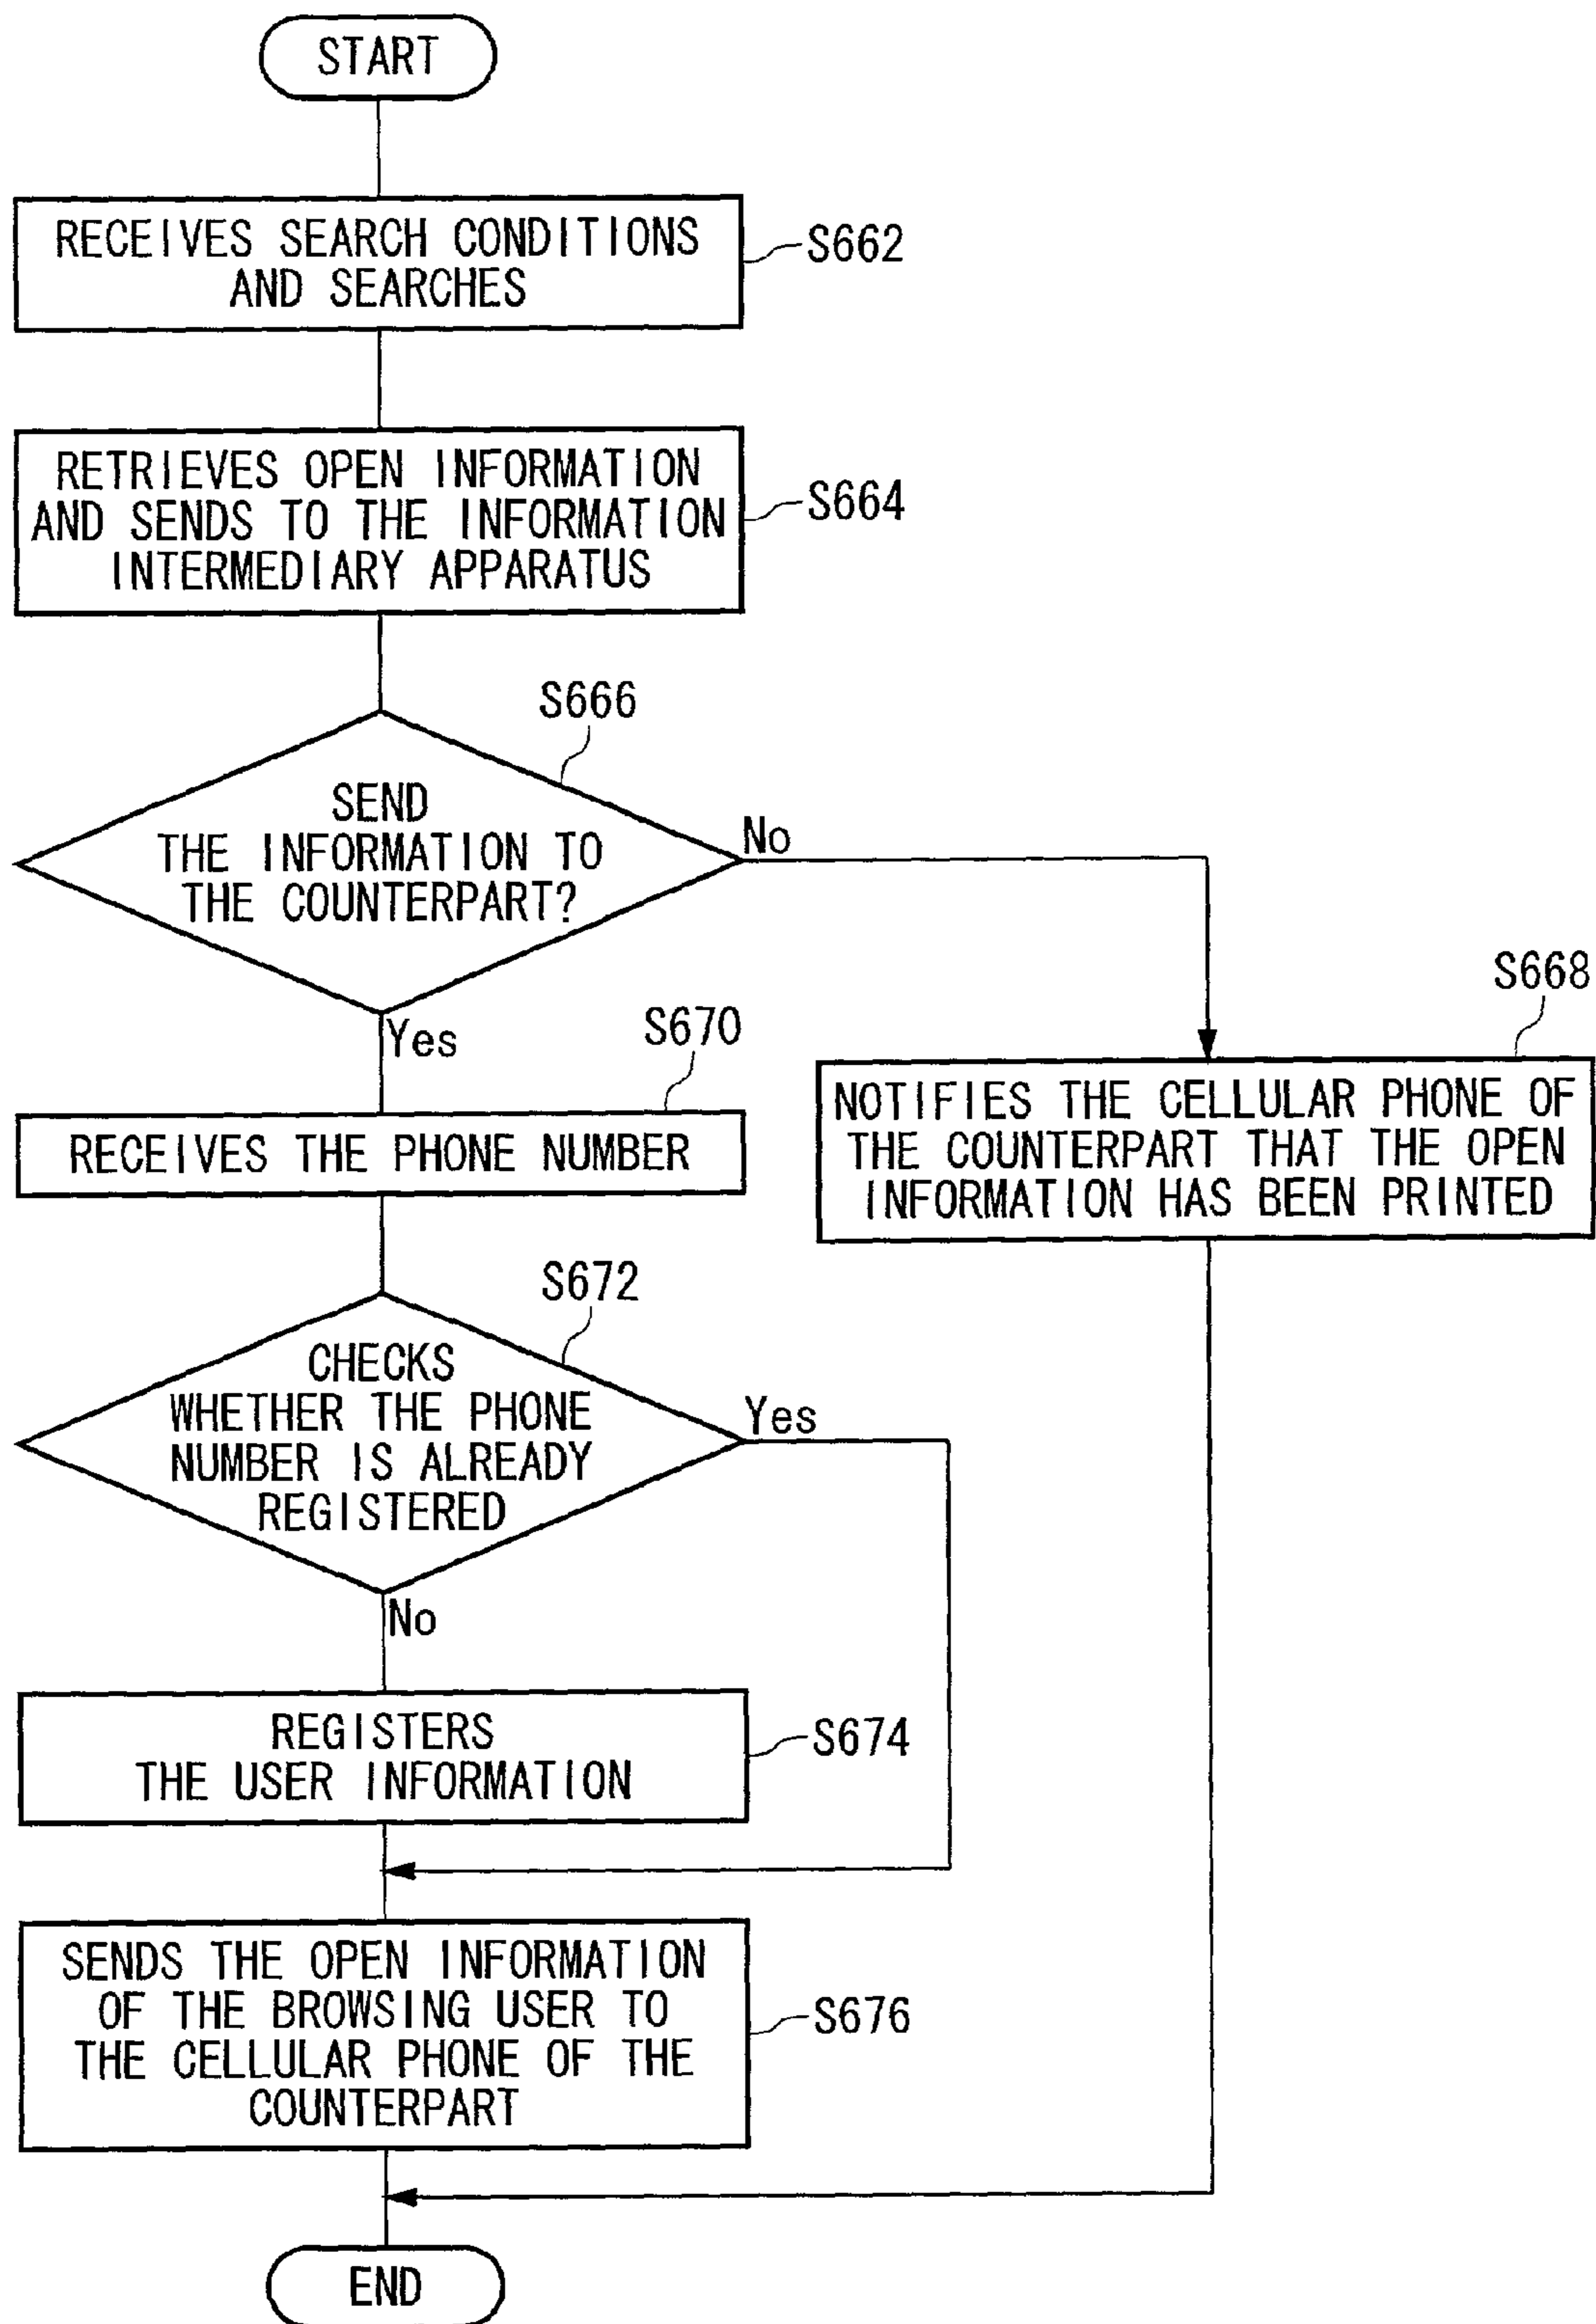 START
RECEIVES SEARCH CONDITIONS
AND SEARCHES
S662
RETRIEVES OPEN INFORMATION
AND SENDS TO THE INFORMATION
INTERMEDIARY APPARATUS
S664
S666
SEND
THE INFORMATION TO
THE COUNTERPART?
No
Yes
S668
NOTIFIES THE CELLULAR PHONE OF
THE COUNTERPART THAT THE OPEN
INFORMATION HAS BEEN PRINTED
S670
RECEIVES THE PHONE NUMBER
S672
CHECKS
WHETHER THE PHONE
NUMBER IS ALREADY
REGISTERED
Yes
No
REGISTERS
THE USER INFORMATION
S674
SENDS THE OPEN INFORMATION
OF THE BROWSING USER TO
THE CELLULAR PHONE OF THE
COUNTERPART
S676
END